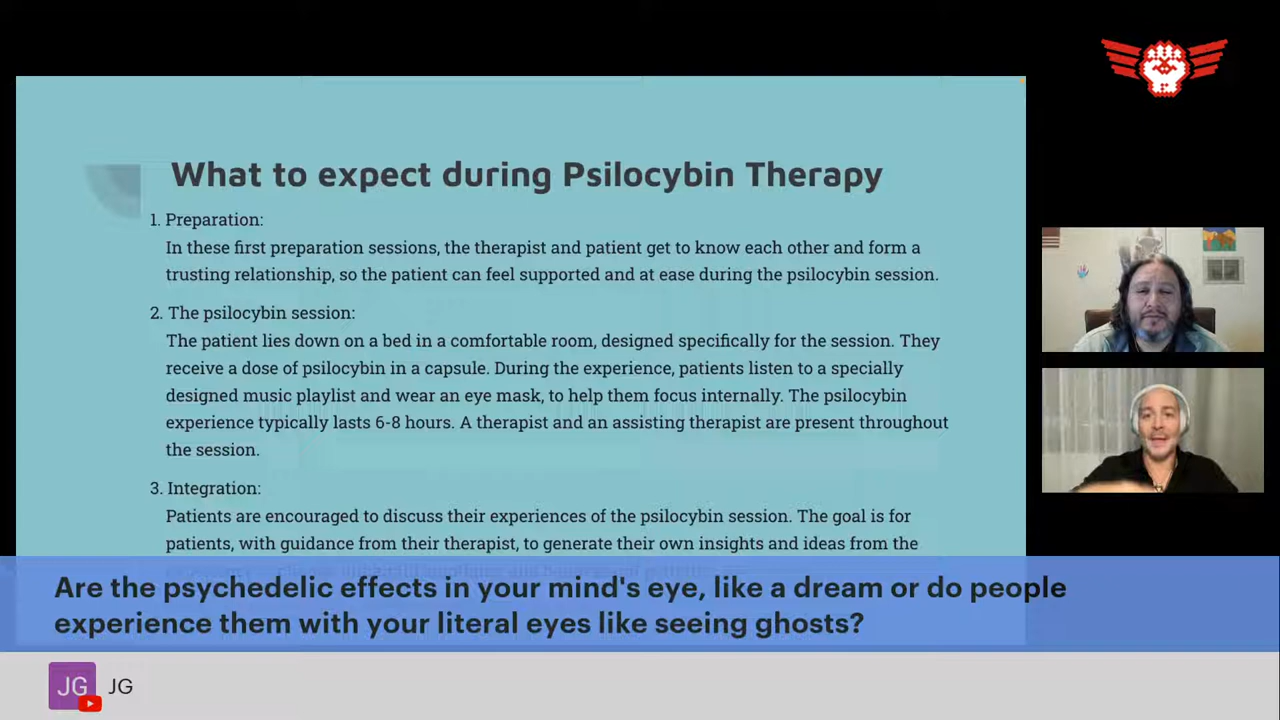 What to expect during Psilocybin Therapy
1. Preparation:
In these first preparation sessions, the therapist and patient get to know each other and form a
trusting relationship, so the patient can feel supported and at ease during the psilocybin session.
2. The psilocybin session:
The patient lies down on a bed in a comfortable room, designed specifically for the session. They
receive a dose of psilocybin in a capsule. During the experience, patients listen to a specially
designed music playlist and wear an eye mask, to help them focus internally. The psilocybin
experience typically lasts 6-8 hours. A therapist and an assisting therapist are present throughout
the session.
3. Integration:
Patients are encouraged to discuss their experiences of the psilocybin session. The goal is for
patients, with guidance from their therapist, to generate their own insights and ideas from the
Are the psychedelic effects in your mind's eye, like a dream or do people
experience them with your literal eyes like seeing ghosts?
JG JG